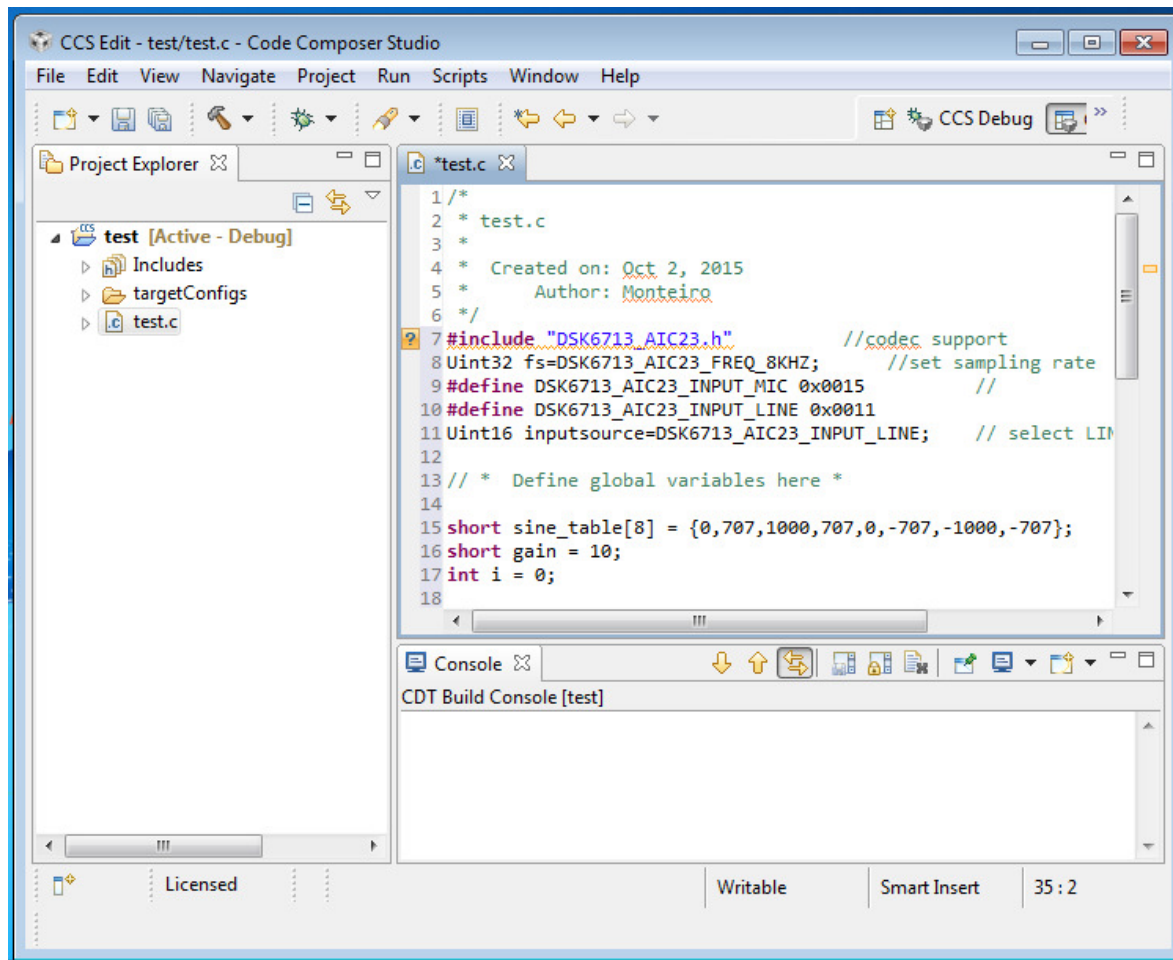 CCS Edit - test/test.c - Code Composer Studio
File Edit View Navigate Project Run Scripts Window Help
CCS Debug
Project Explorer
test [Active - Debug]
Includes
targetConfigs
test.c
*test.c
1 /*
2 * test.c
3 *
4 * Created on: Oct 2, 2015
5 * Author: Monteiro
6 */
7 #include "DSK6713_AIC23.h" //codec support
8 Uint32 fs=DSK6713_AIC23_FREQ_8KHZ; //set sampling rate
9 #define DSK6713_AIC23_INPUT_MIC 0x0015 //
10 #define DSK6713_AIC23_INPUT_LINE 0x0011
11 Uint16 inputsource=DSK6713_AIC23_INPUT_LINE; // select LIN
12
13 // * Define global variables here *
14
15 short sine_table[8] = {0,707,1000,707,0,-707,-1000,-707};
16 short gain = 10;
17 int i = 0;
18
Console
CDT Build Console [test]
Licensed
Writable
Smart Insert
35 : 2